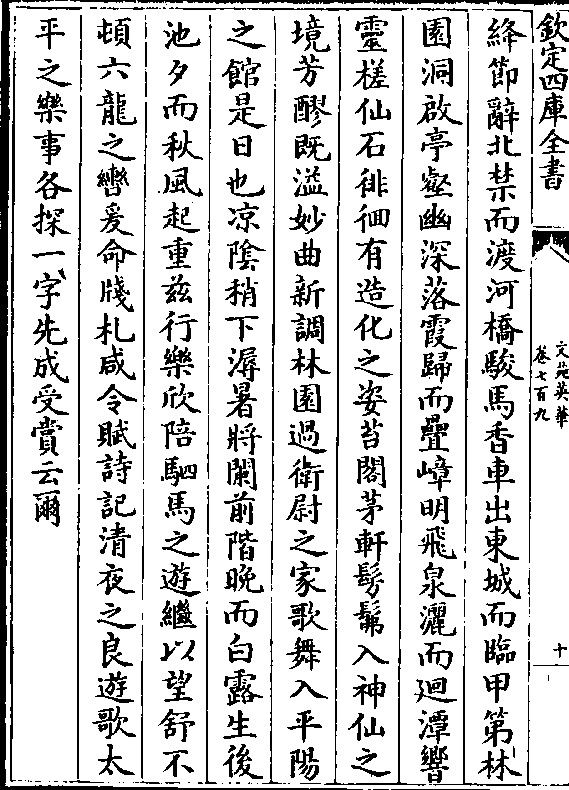 欽定四庫全書
文苑英華
卷七百九
十
絳節辭北禁而渡河橋駿馬香車出東城而臨甲第林
園洞啟亭壑幽深落霞歸而疊嶂明飛泉灑而廻潭響
靈槎仙石徘徊有造化之姿苔閣茅軒髣髴入神仙之
境芳醪既溢妙曲新調林園過衛尉之家歌舞入平陽
之館是日也凉陰稍下溽暑將闌前階晚而白露生後
池夕而秋風起重兹行樂欣陪駟馬之遊繼以望舒不
頓六龍之轡爰命牋札咸令賦詩記清夜之良遊歌太
平之樂事各探一字先成受賞云爾